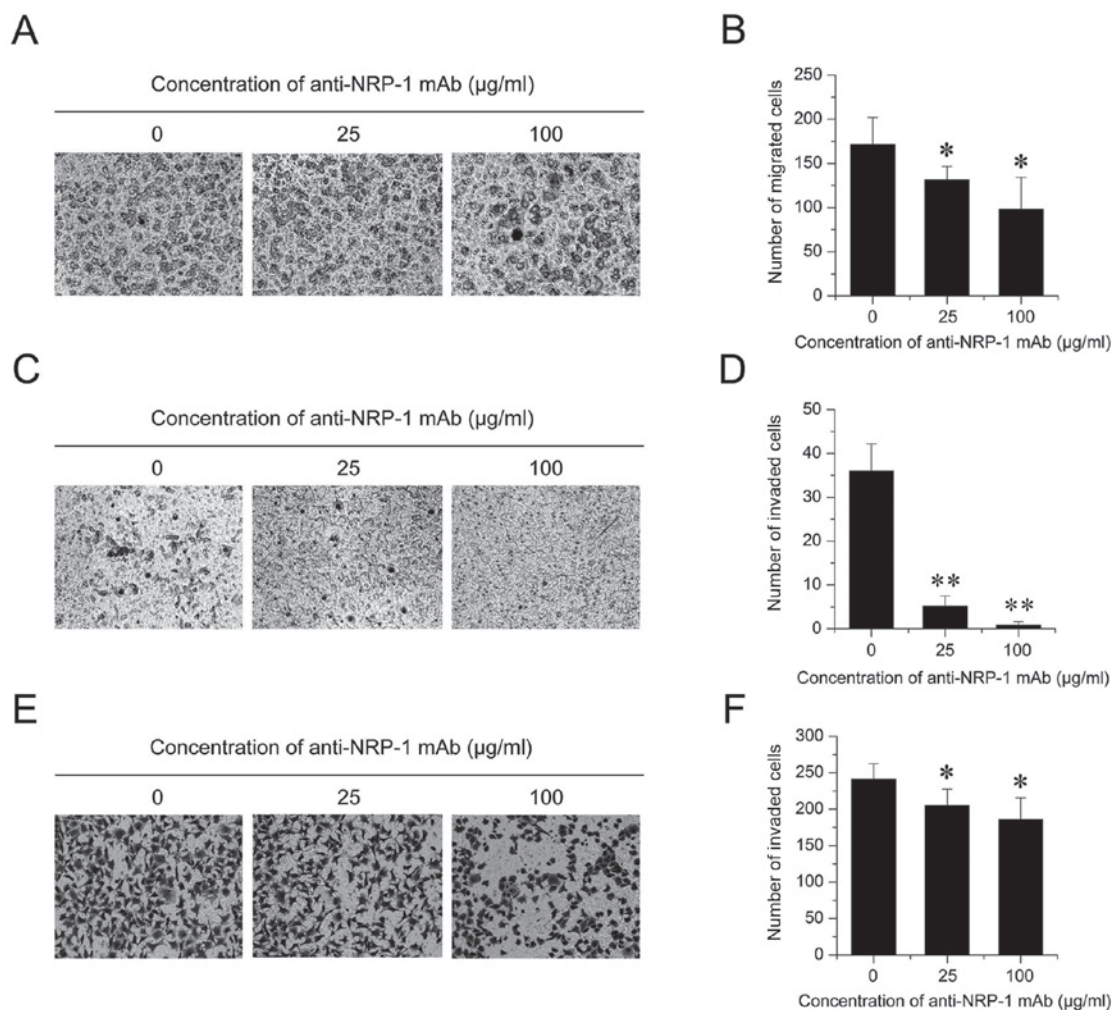 A
Concentration of anti-NRP-1 mAb (µg/ml)
0 25 100
B
Number of migrated cells
250
200
150
100
50
0
* *
0 25 100
Concentration of anti-NRP-1 mAb (µg/ml)
C
Concentration of anti-NRP-1 mAb (µg/ml)
0 25 100
D
Number of invaded cells
50
40
30
20
10
0
** **
0 25 100
Concentration of anti-NRP-1 mAb (µg/ml)
E
Concentration of anti-NRP-1 mAb (µg/ml)
0 25 100
F
Number of invaded cells
300
250
200
150
100
50
0
* *
0 25 100
Concentration of anti-NRP-1 mAb (µg/ml)